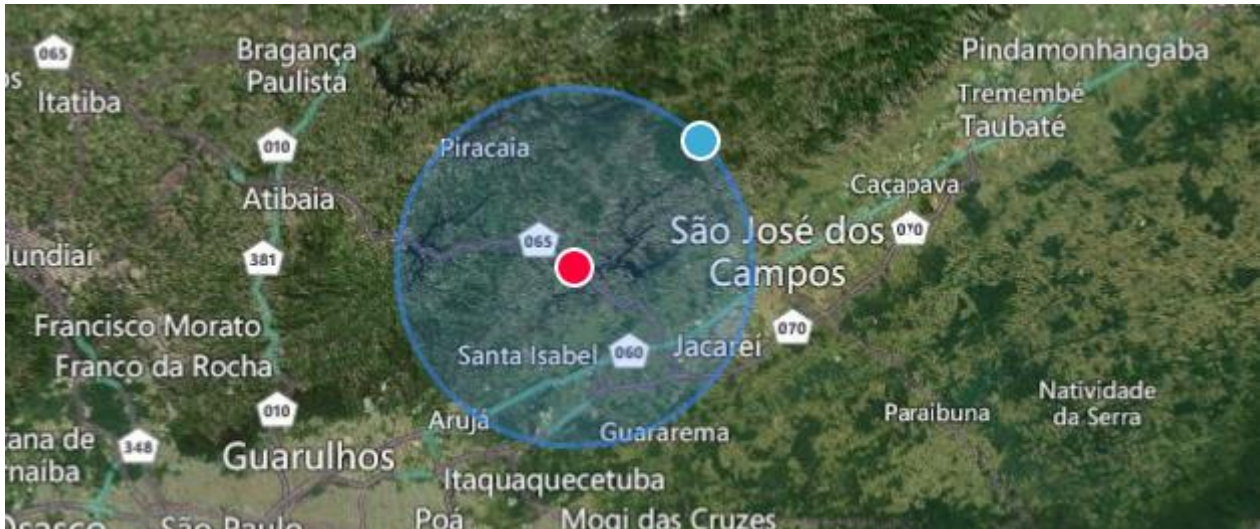 065
Bragança
Paulista
Pindamonhangaba
Itatiba
Tremembé
Taubaté
010
Piracaia
Atibaia
Caçapava
065
São José dos
Campos
070
Jundiaí
381
Francisco Morato
Franco da Rocha
Santa Isabel
060
Jacareí
070
Natividade
da Serra
010
Arujá
Guararema
Paraibuna
348
Guarulhos
Itaquaquecetuba
São Paulo
Poá
Mogi das Cruzes